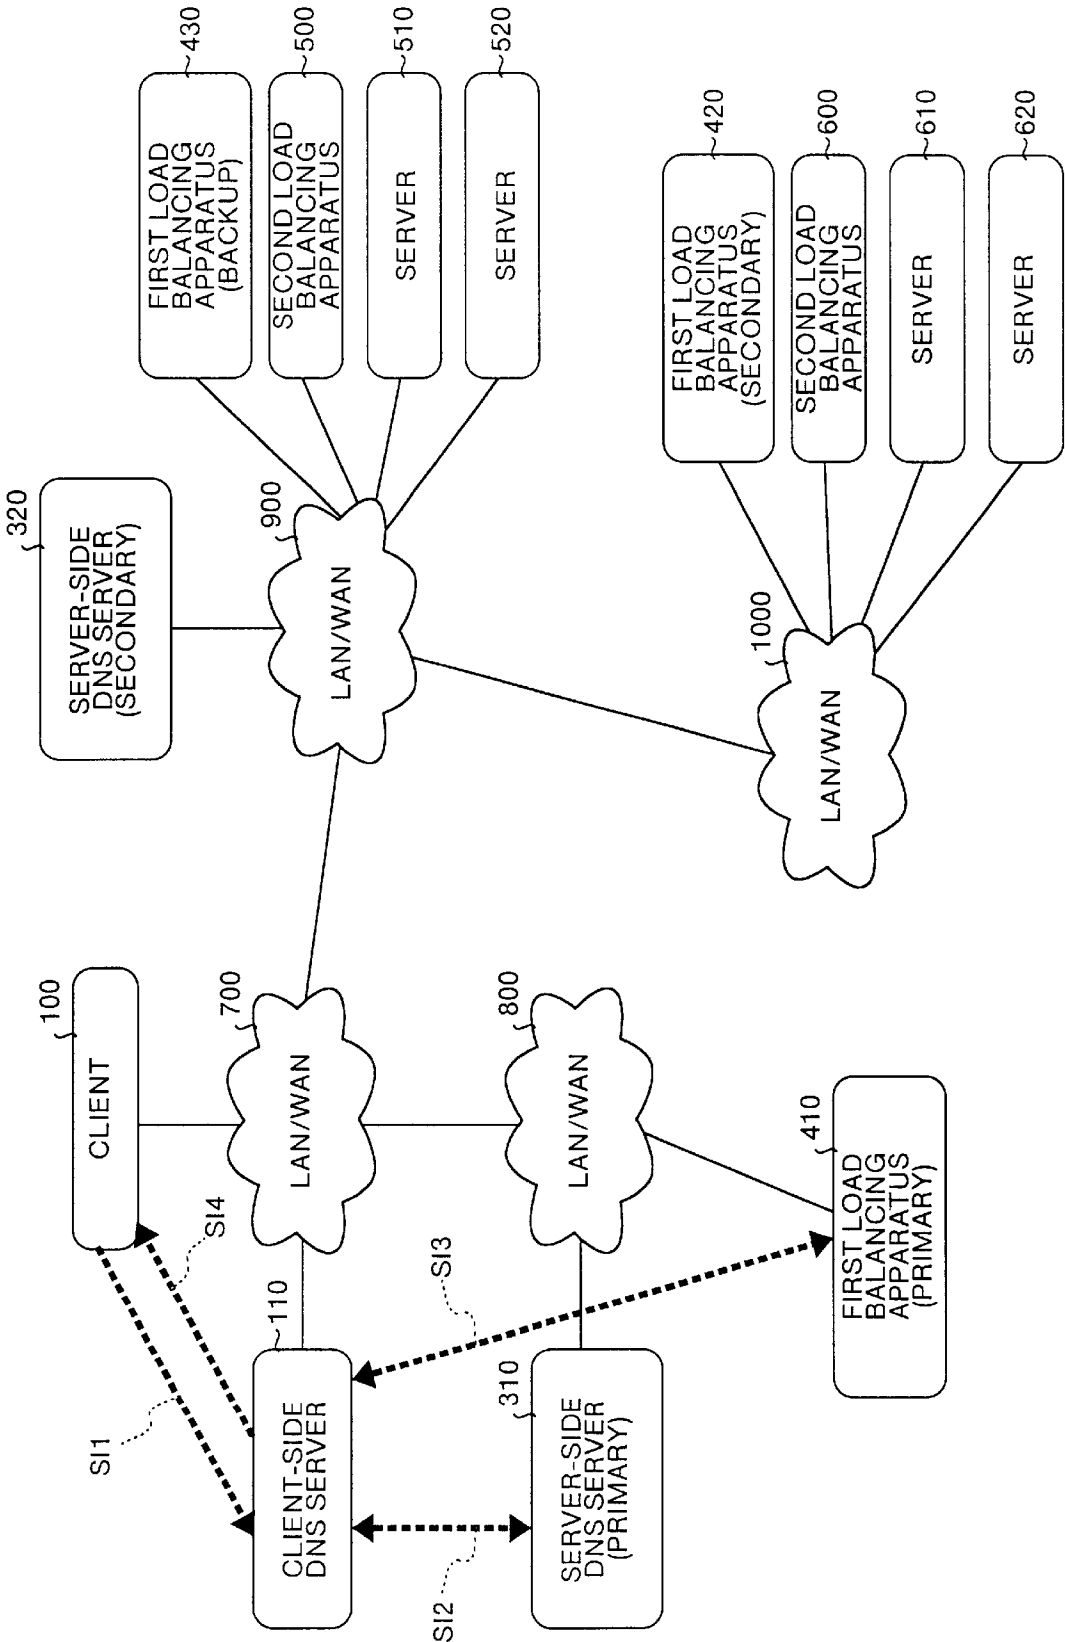 SI1
SI4
100
CLIENT
320
SERVER-SIDE
DNS SERVER
(SECONDARY)
430
FIRST LOAD
BALANCING
APPARATUS
(BACKUP)
110
CLIENT-SIDE
DNS SERVER
700
LAN/WAN
900
LAN/WAN
500
SECOND LOAD
BALANCING
APPARATUS
510
SERVER
520
SERVER
SI2
SI3
310
SERVER-SIDE
DNS SERVER
(PRIMARY)
800
LAN/WAN
410
FIRST LOAD
BALANCING
APPARATUS
(PRIMARY)
1000
LAN/WAN
420
FIRST LOAD
BALANCING
APPARATUS
(SECONDARY)
600
SECOND LOAD
BALANCING
APPARATUS
610
SERVER
620
SERVER